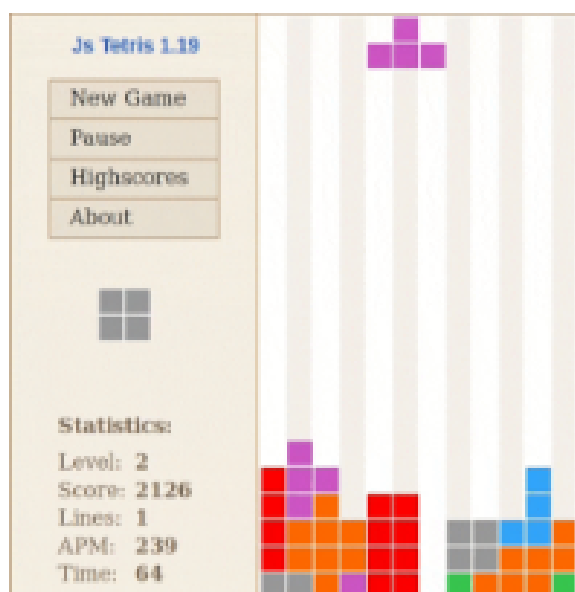 Js Tetris 1.19
New Game
Pause
Highscores
About
Statistics:
Level: 2
Score: 2126
Lines: 1
APM: 239
Time: 64